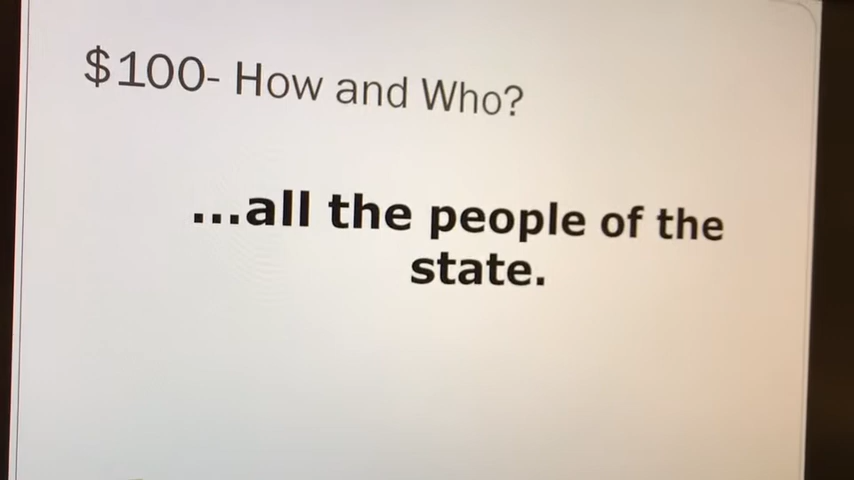 $100- How and Who?
...all the people of the
state.